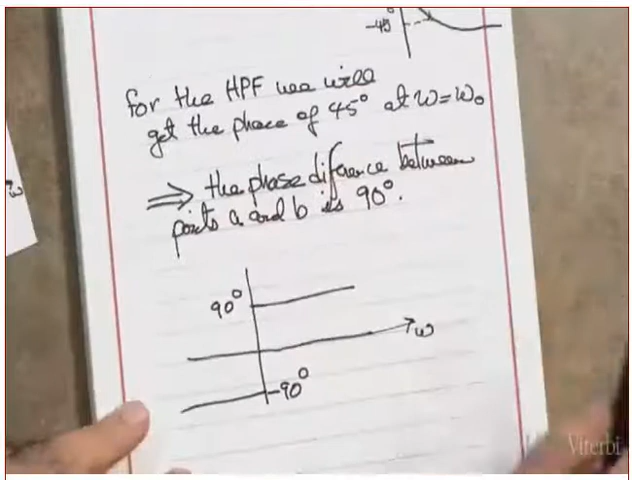 -45°
for the HPF we will
get the phase of 45° at ω=ω₀
⇒ the phase diference between
points a and b is 90°.
90°
ω
-90°
ω
Viterbi